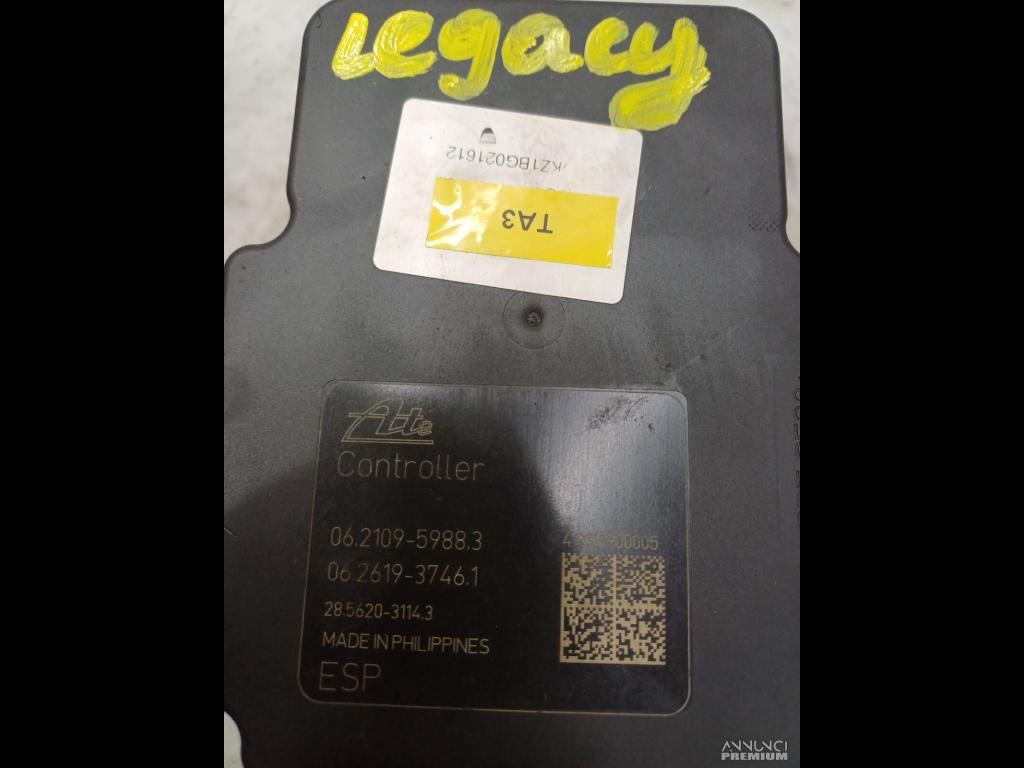 Legacy
KZ1BG021612
TA3
Ate
Controller
06.2109-5988.3
06.2619-3746.1
28.5620-3114.3
MADE IN PHILIPPINES
ESP
ANNUNCI
PREMIUM